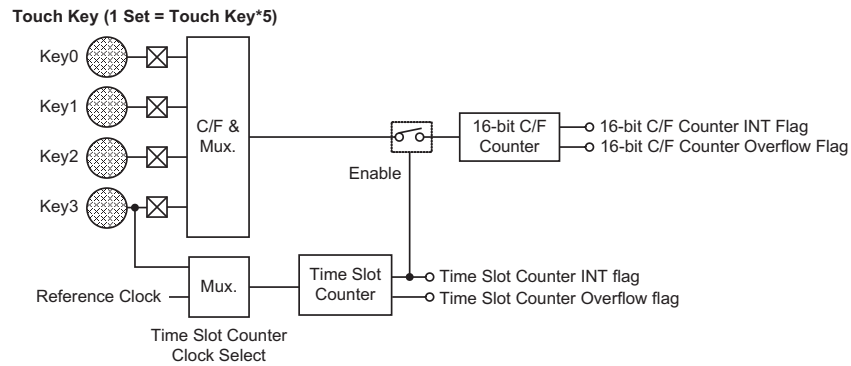 Touch Key (1 Set = Touch Key*5)
Key0
Key1
Key2
Key3
C/F &
Mux.
Enable
16-bit C/F
Counter
16-bit C/F Counter INT Flag
16-bit C/F Counter Overflow Flag
Reference Clock
Mux.
Time Slot
Counter
Time Slot Counter INT flag
Time Slot Counter Overflow flag
Time Slot Counter
Clock Select